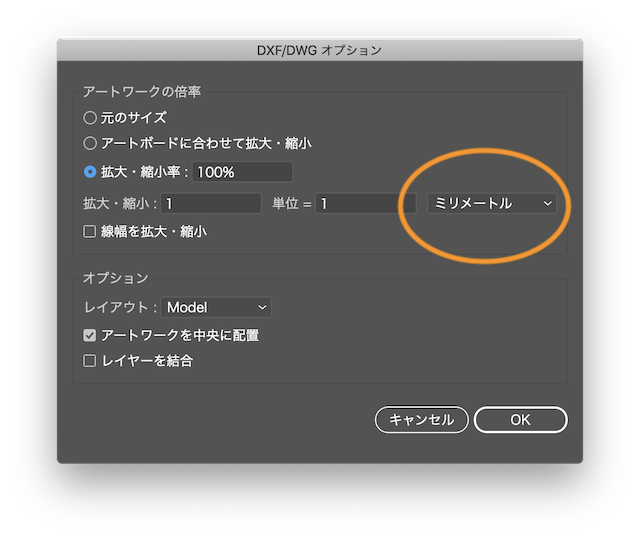 DXF/DWG オプション
アートワークの倍率
元のサイズ
アートボードに合わせて拡大・縮小
拡大・縮小率 : 100%
拡大・縮小 : 1 単位 = 1 ミリメートル
線幅を拡大・縮小
オプション
レイアウト : Model
アートワークを中央に配置
レイヤーを結合
キャンセル OK